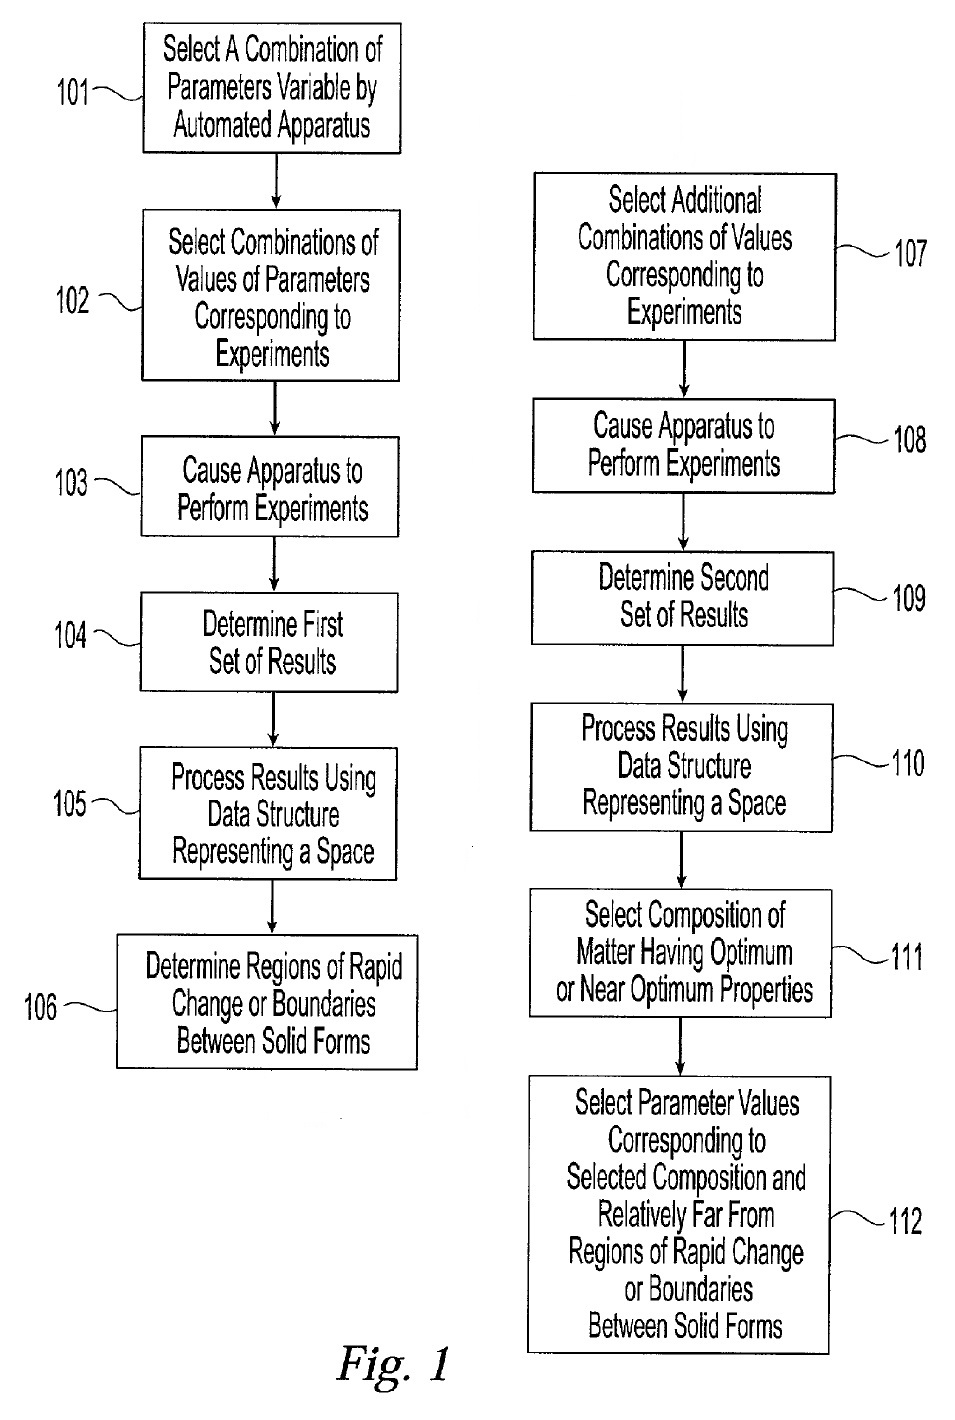 Select A Combination of
Parameters Variable by
Automated Apparatus
101
Select Combinations of
Values of Parameters
Corresponding to
Experiments
102
Cause Apparatus to
Perform Experiments
103
Determine First
Set of Results
104
Process Results Using
Data Structure
Representing a Space
105
Determine Regions of Rapid
Change or Boundaries
Between Solid Forms
106
Select Additional
Combinations of Values
Corresponding to
Experiments
107
Cause Apparatus to
Perform Experiments
108
Determine Second
Set of Results
109
Process Results Using
Data Structure
Representing a Space
110
Select Composition of
Matter Having Optimum
or Near Optimum Properties
111
Select Parameter Values
Corresponding to
Selected Composition and
Relatively Far From
Regions of Rapid Change
or Boundaries
Between Solid Forms
112
Fig. 1